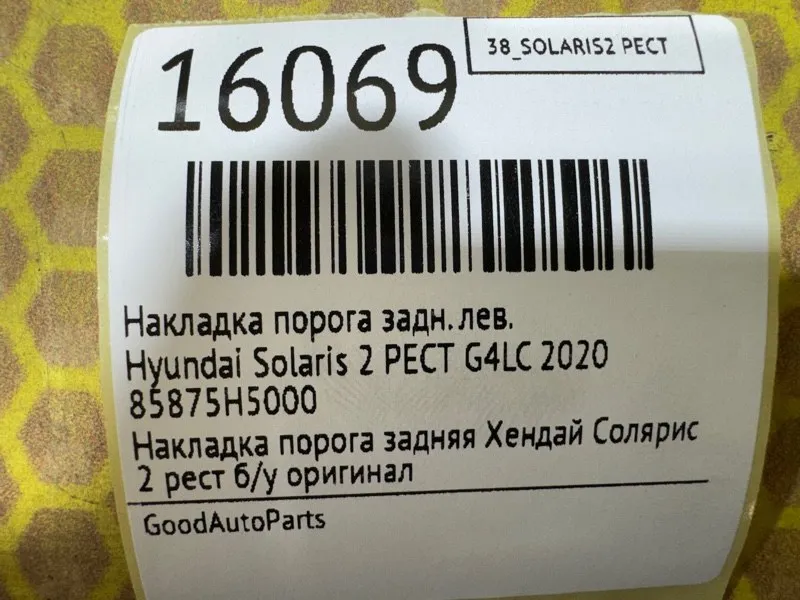 16069
38_SOLARIS2 РЕСТ
Накладка порога задн. лев.
Hyundai Solaris 2 РЕСТ G4LC 2020
85875H5000
Накладка порога задняя Хендай Солярис
2 рест б/у оригинал
GoodAutoParts